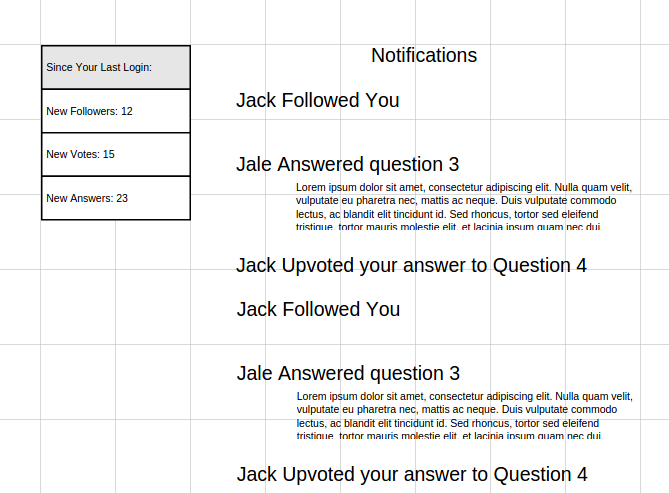 Since Your Last Login:
New Followers: 12
New Votes: 15
New Answers: 23
Notifications
Jack Followed You
Jale Answered question 3
Lorem ipsum dolor sit amet, consectetur adipiscing elit. Nulla quam velit,
vulputate eu pharetra nec, mattis ac neque. Duis vulputate commodo
lectus, ac blandit elit tincidunt id. Sed rhoncus, tortor sed eleifend
tristique, tortor mauris molestie elit, et lacinia ipsum quam nec dui.
Jack Upvoted your answer to Question 4
Jack Followed You
Jale Answered question 3
Lorem ipsum dolor sit amet, consectetur adipiscing elit. Nulla quam velit,
vulputate eu pharetra nec, mattis ac neque. Duis vulputate commodo
lectus, ac blandit elit tincidunt id. Sed rhoncus, tortor sed eleifend
tristique, tortor mauris molestie elit, et lacinia ipsum quam nec dui.
Jack Upvoted your answer to Question 4